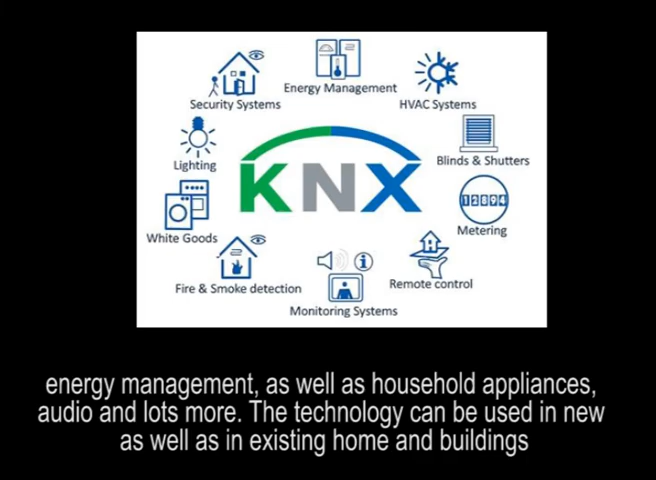 Energy Management
Security Systems
HVAC Systems
Lighting
Blinds & Shutters
KNX
12894
White Goods
Metering
Fire & Smoke detection
Remote control
Monitoring Systems
energy management, as well as household appliances,
audio and lots more. The technology can be used in new
as well as in existing home and buildings